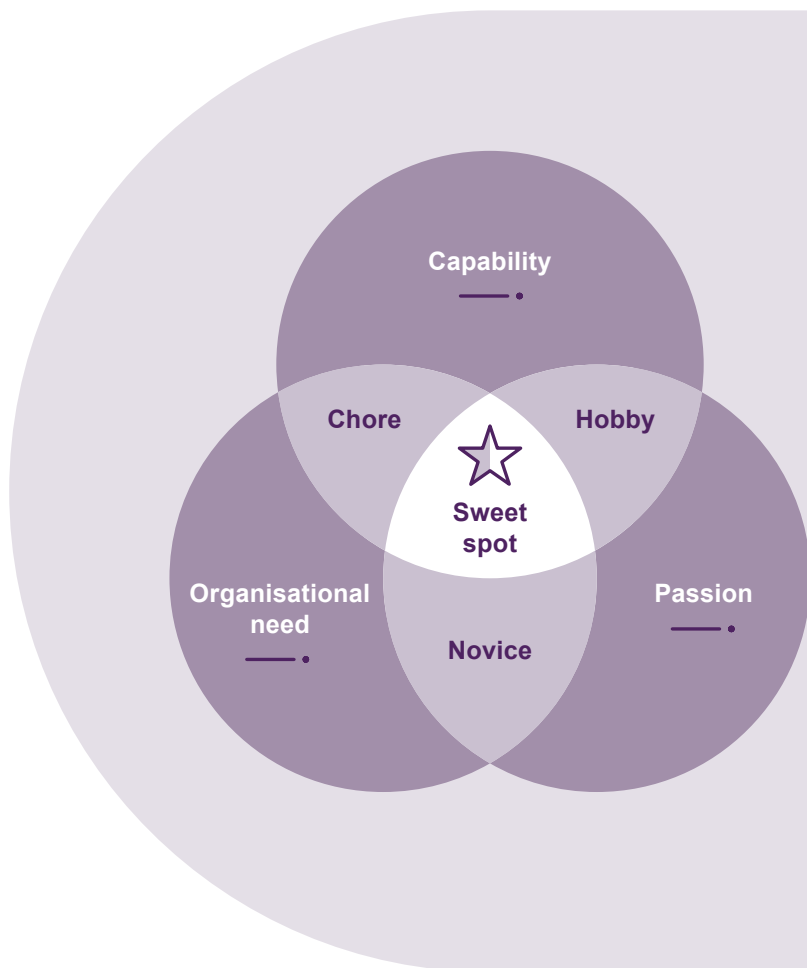 Capability
Chore
Hobby
Sweet
spot
Organisational
need
Passion
Novice